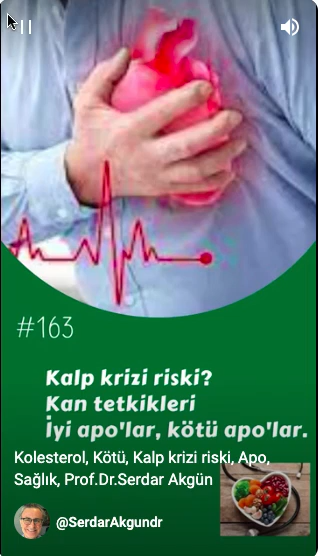 #163
Kalp krizi riski?
Kan tetkikleri
İyi apo'lar, kötü apo'lar.
Kolesterol, Kötü, Kalp krizi riski, Apo,
Sağlık, Prof.Dr.Serdar Akgün
@SerdarAkgundr